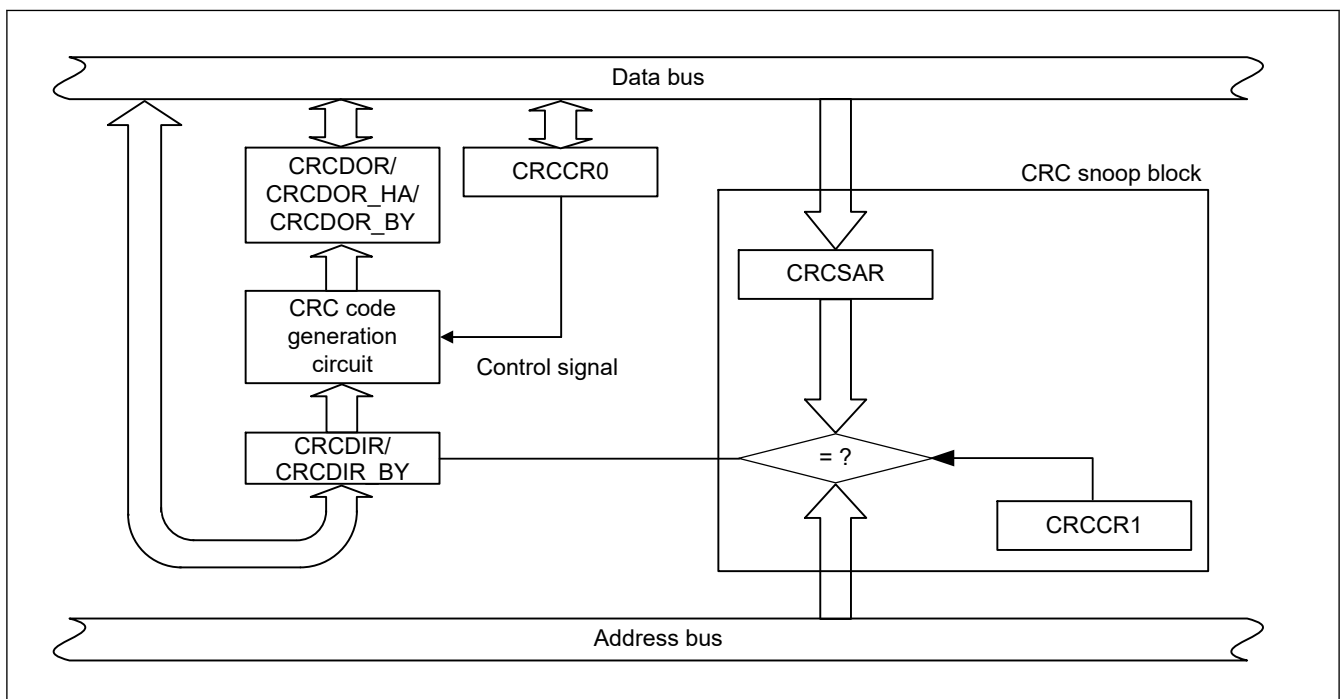 Data bus
CRCDOR/
CRCDOR_HA/
CRCDOR_BY
CRCCR0
CRC snoop block
CRCSAR
CRC code
generation
circuit
Control signal
CRCDIR/
CRCDIR_BY
= ?
CRCCR1
Address bus